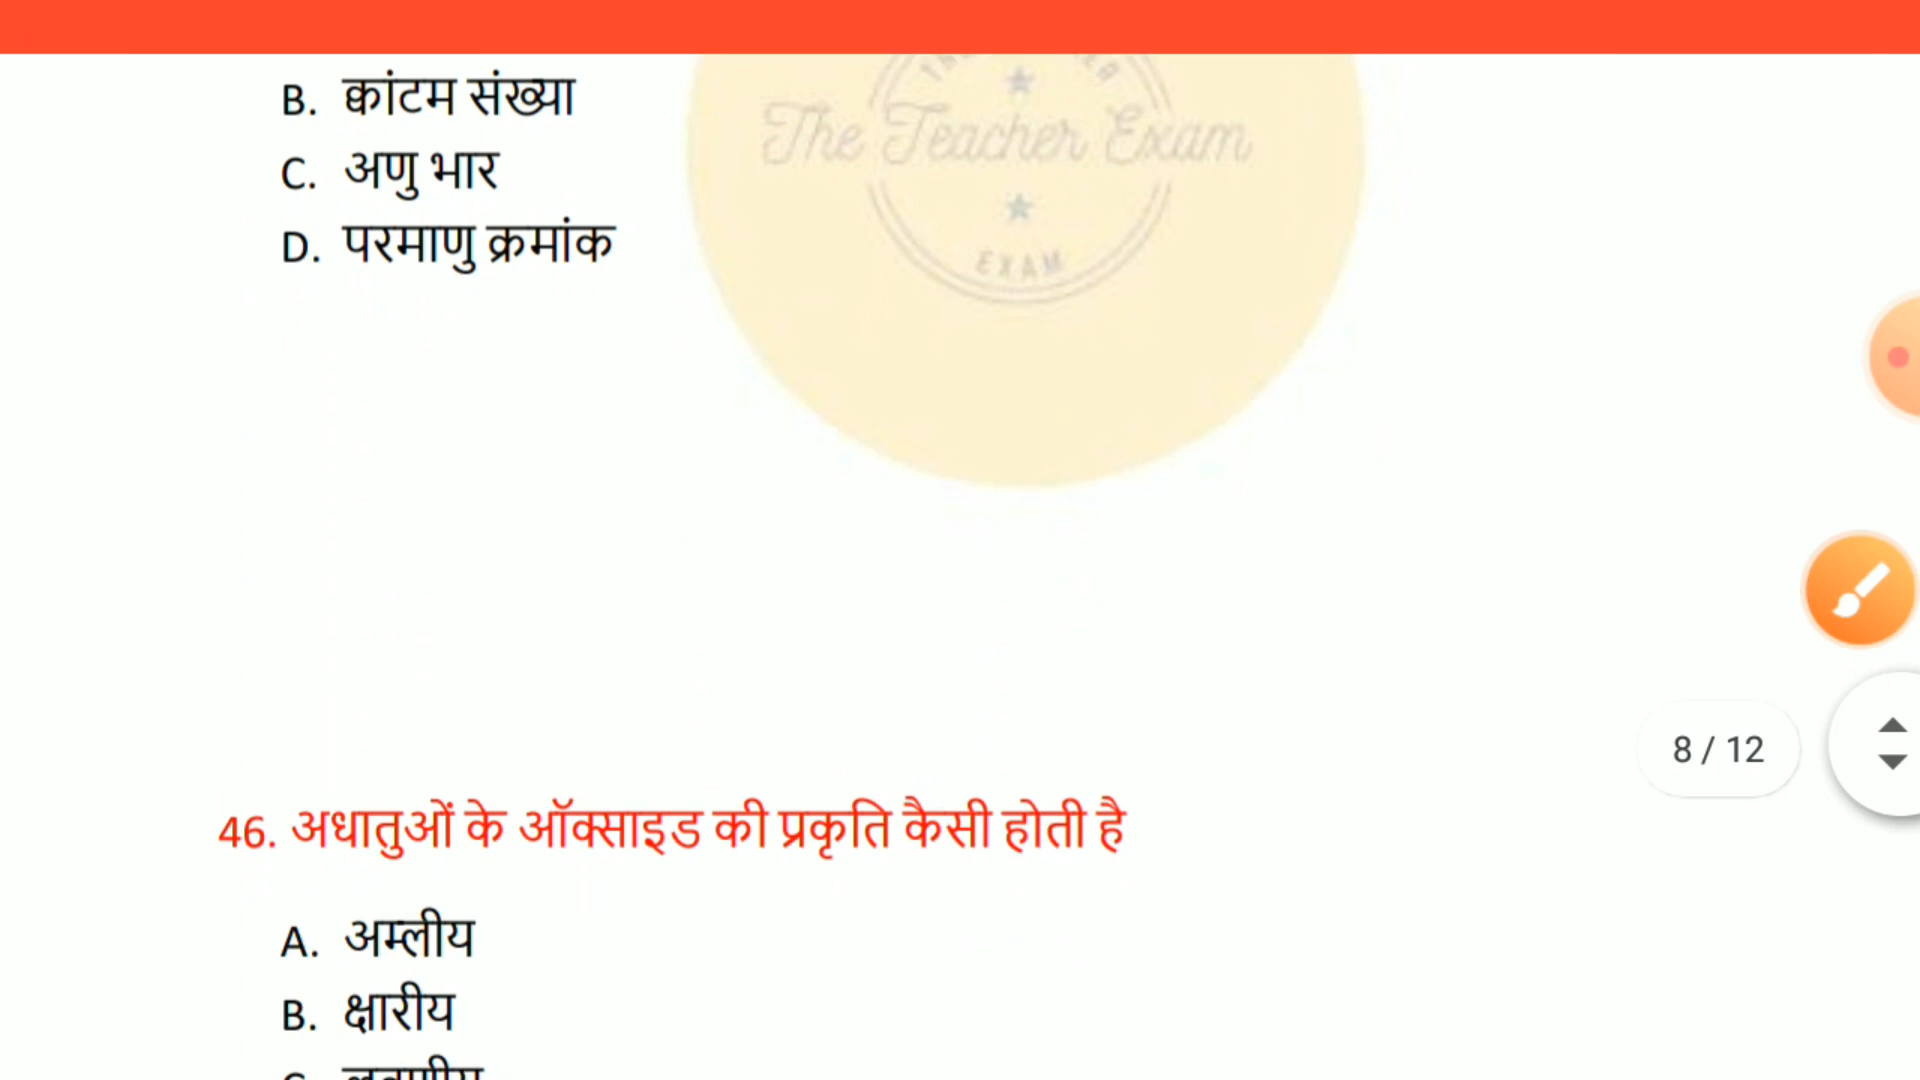 B. क्वांटम संख्या
C. अणु भार
D. परमाणु क्रमांक
The Teacher Exam
EXAM
8 / 12
46. अधातुओं के ऑक्साइड की प्रकृति कैसी होती है
A. अम्लीय
B. क्षारीय